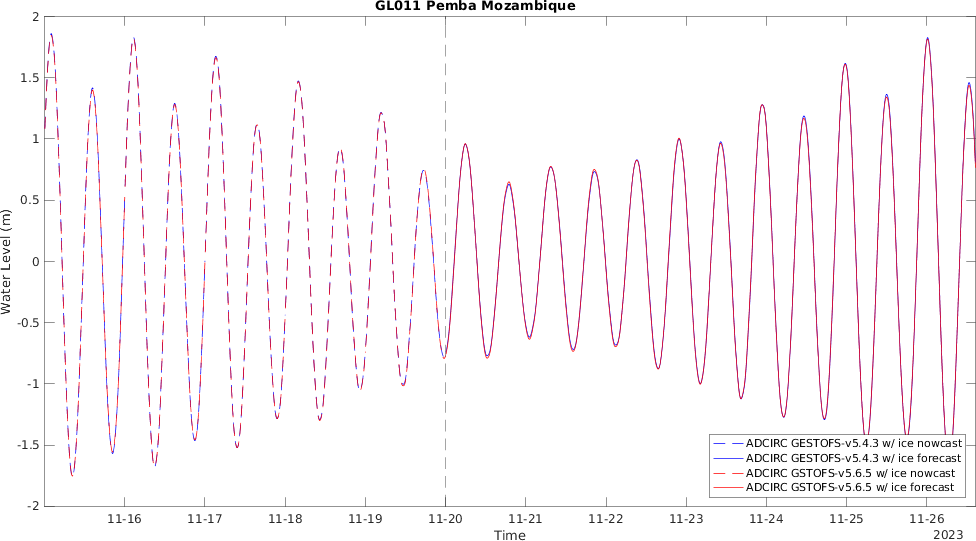 GL011 Pemba Mozambique
2
1.5
1
0.5
0
-0.5
-1
-1.5
-2
Water Level (m)
ADCIRC GESTOFS-v5.4.3 w/ ice nowcast
ADCIRC GESTOFS-v5.4.3 w/ ice forecast
ADCIRC GSTOFS-v5.6.5 w/ ice nowcast
ADCIRC GSTOFS-v5.6.5 w/ ice forecast
11-16 11-17 11-18 11-19 11-20 11-21 11-22 11-23 11-24 11-25 11-26
2023
Time